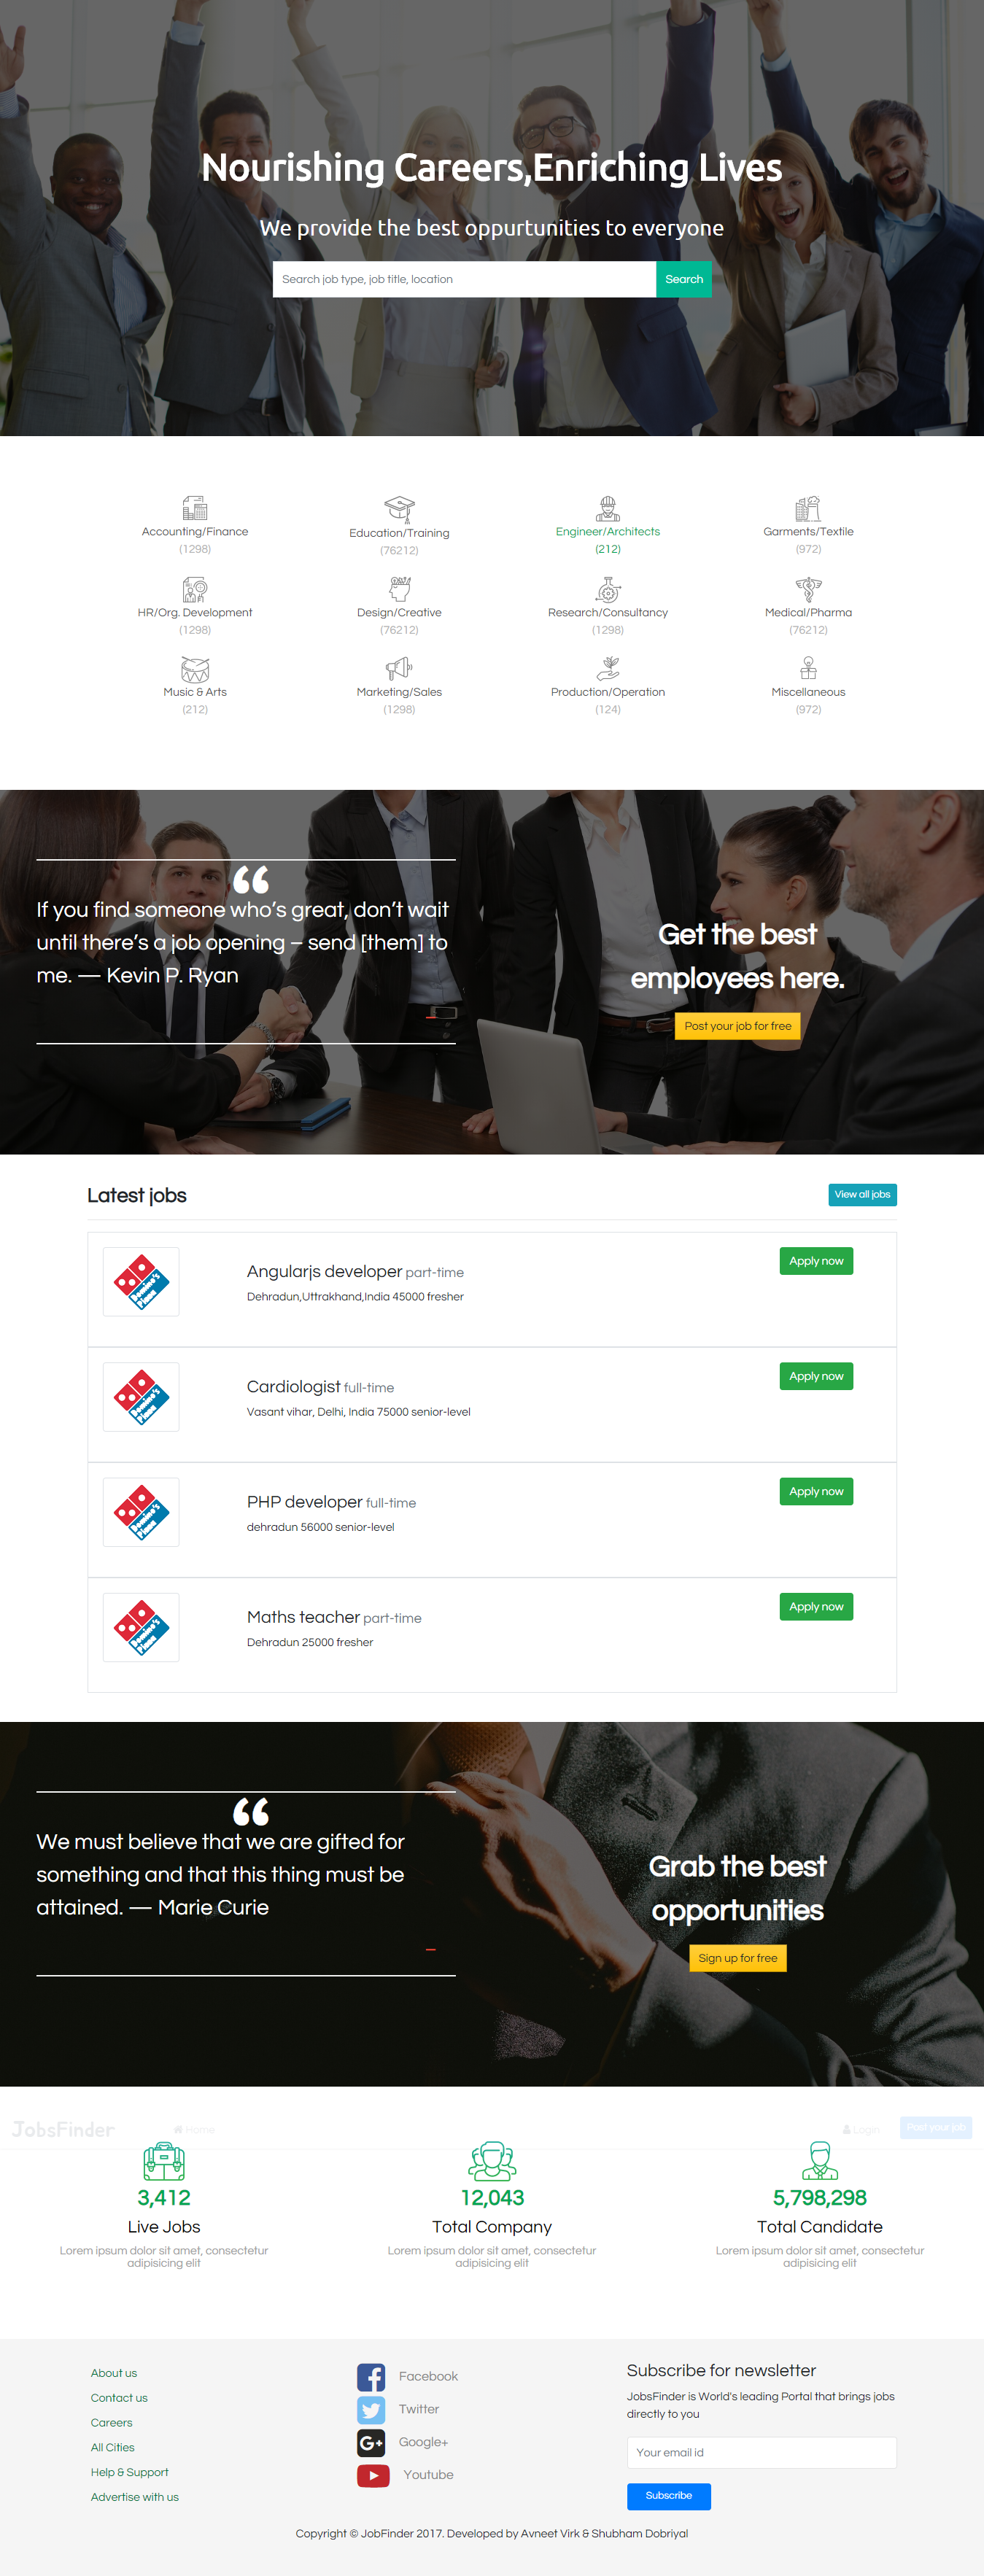 Nourishing Careers,Enriching Lives
We provide the best oppurtunities to everyone
Search job type, job title, location
Search
Accounting/Finance
(1298)
Education/Training
(76212)
Engineer/Architects
(212)
Garments/Textile
(972)
HR/Org. Development
(1298)
Design/Creative
(76212)
Research/Consultancy
(1298)
Medical/Pharma
(76212)
Music & Arts
(212)
Marketing/Sales
(1298)
Production/Operation
(124)
Miscellaneous
(972)
“
If you find someone who’s great, don’t wait
until there’s a job opening – send [them] to
me. — Kevin P. Ryan
Get the best
employees here.
Post your job for free
Latest jobs
View all jobs
Domino's
Pizza
Angularjs developer part-time
Dehradun,Uttrakhand,India 45000 fresher
Apply now
Domino's
Pizza
Cardiologist full-time
Vasant vihar, Delhi, India 75000 senior-level
Apply now
Domino's
Pizza
PHP developer full-time
dehradun 56000 senior-level
Apply now
Domino's
Pizza
Maths teacher part-time
Dehradun 25000 fresher
Apply now
“
We must believe that we are gifted for
something and that this thing must be
attained. — Marie Curie
Grab the best
opportunities
Sign up for free
JobsFinder
Home
Login
Post your job
3,412
Live Jobs
Lorem ipsum dolor sit amet, consectetur
adipisicing elit
12,043
Total Company
Lorem ipsum dolor sit amet, consectetur
adipisicing elit
5,798,298
Total Candidate
Lorem ipsum dolor sit amet, consectetur
adipisicing elit
About us
Contact us
Careers
All Cities
Help & Support
Advertise with us
Facebook
Twitter
G+ Google+
Youtube
Subscribe for newsletter
JobsFinder is World's leading Portal that brings jobs
directly to you
Your email id
Subscribe
Copyright © JobFinder 2017. Developed by Avneet Virk & Shubham Dobriyal